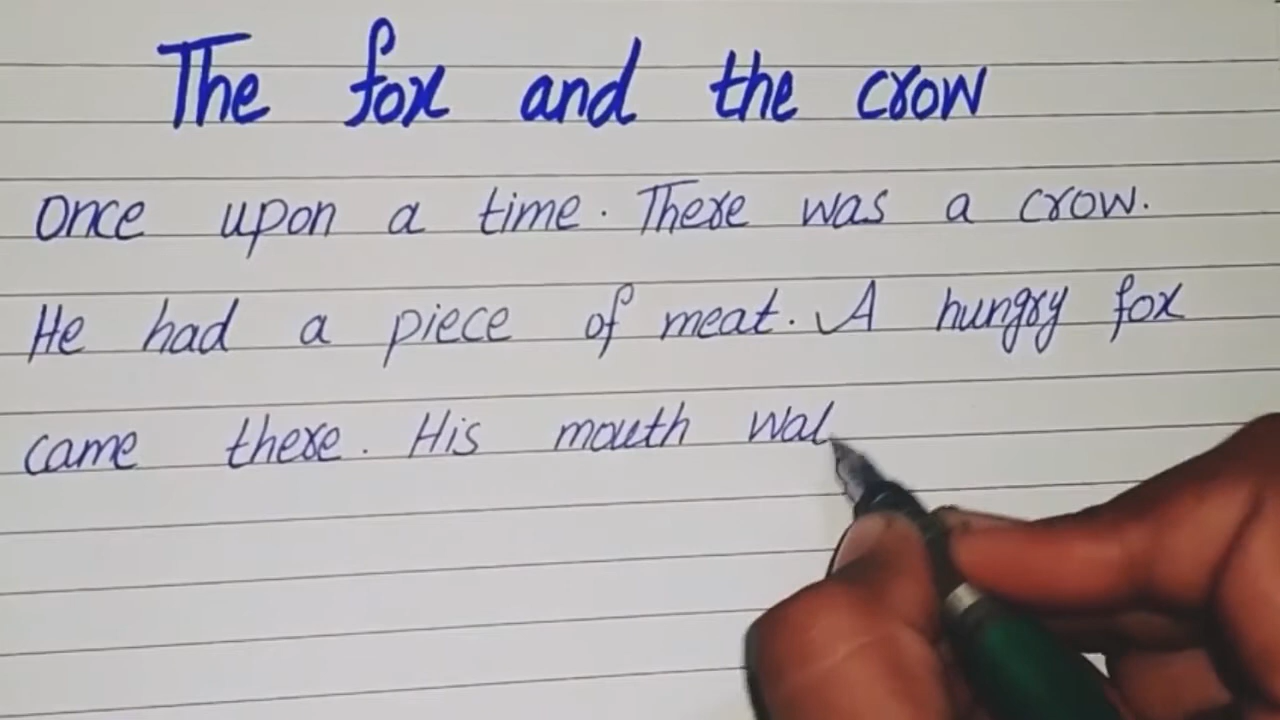 The fox and the crow
Once upon a time. There was a crow.
He had a piece of meat. A hungry fox
came there. His mouth